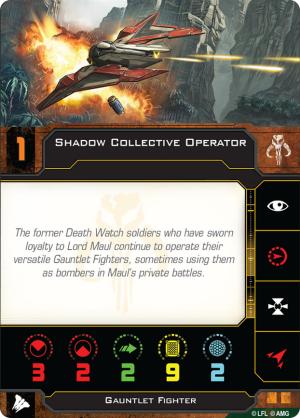 1 SHADOW COLLECTIVE OPERATOR
The former Death Watch soldiers who have sworn
loyalty to Lord Maul continue to operate their
versatile Gauntlet Fighters, sometimes using them
as bombers in Maul's private battles.
3 2 2 9 2
GAUNTLET FIGHTER
© LFL © AMG